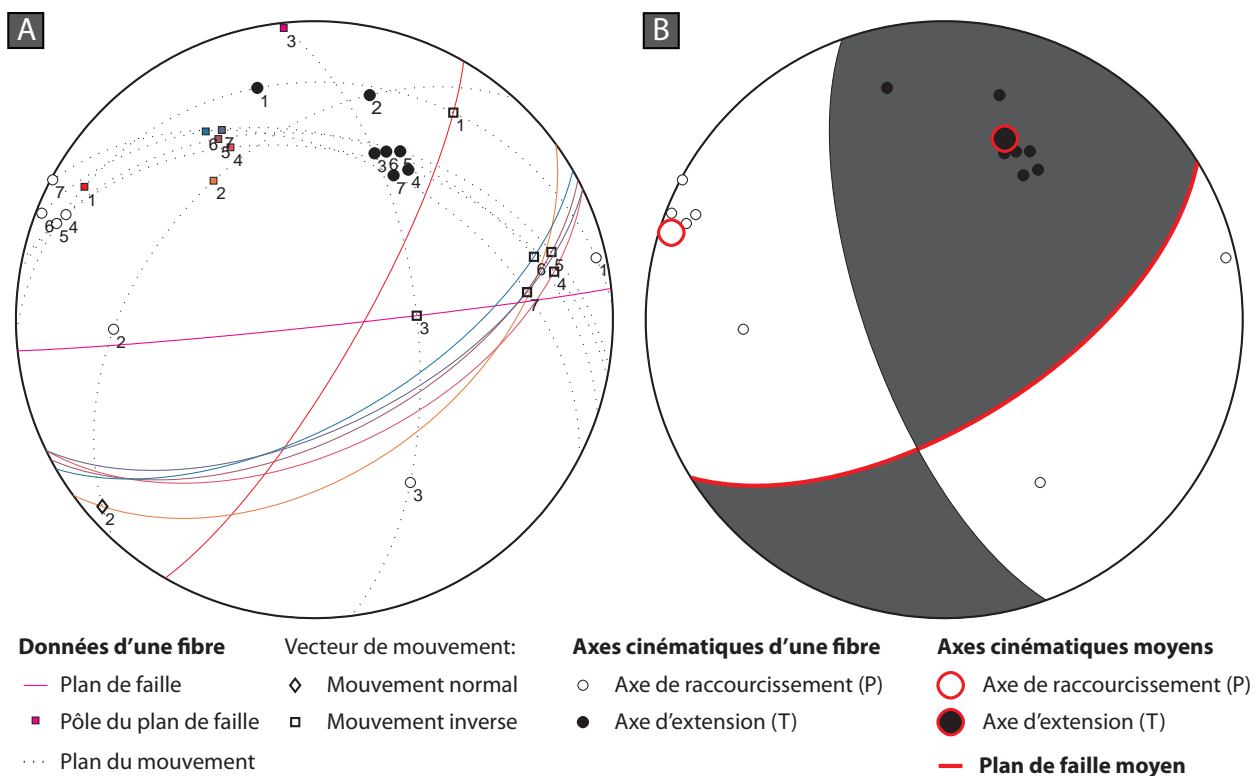 A
B
3
1
2
1
6 7
5 4
2
7
1
3 6 5
4
7
6 4
5
6 5
4
7
1
2
3
2
3
Données d’une fibre
Plan de faille
Pôle du plan de faille
Plan du mouvement
Vecteur de mouvement:
Mouvement normal
Mouvement inverse
Axes cinématiques d’une fibre
Axe de raccourcissement (P)
Axe d'extension (T)
Axes cinématiques moyens
Axe de raccourcissement (P)
Axe d'extension (T)
Plan de faille moyen